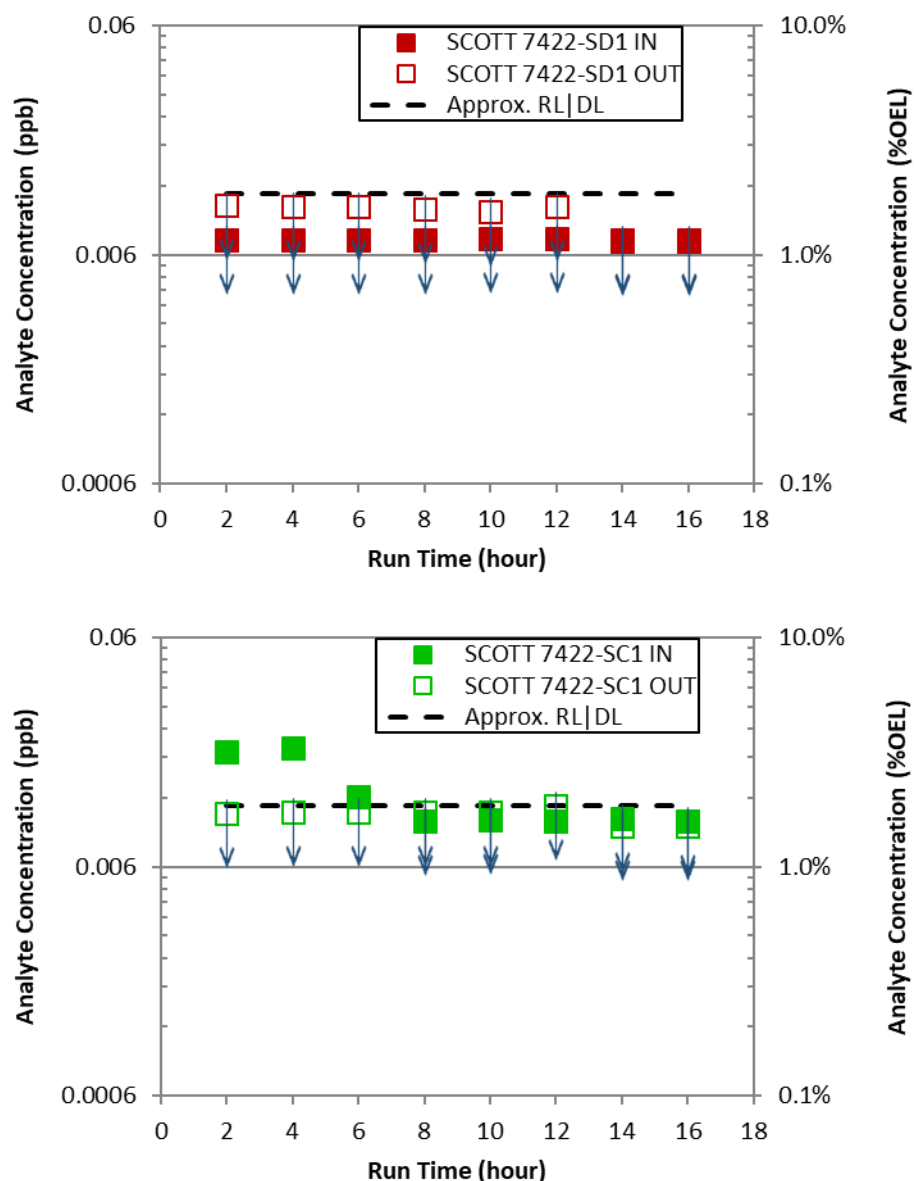 SCOTT 7422-SD1 IN
SCOTT 7422-SD1 OUT
Approx. RL|DL
Analyte Concentration (ppb)
0.06
0.006
0.0006
10.0%
1.0%
0.1%
Analyte Concentration (%OEL)
0 2 4 6 8 10 12 14 16 18
Run Time (hour)
SCOTT 7422-SC1 IN
SCOTT 7422-SC1 OUT
Approx. RL|DL
Analyte Concentration (ppb)
0.06
0.006
0.0006
10.0%
1.0%
0.1%
Analyte Concentration (%OEL)
0 2 4 6 8 10 12 14 16 18
Run Time (hour)